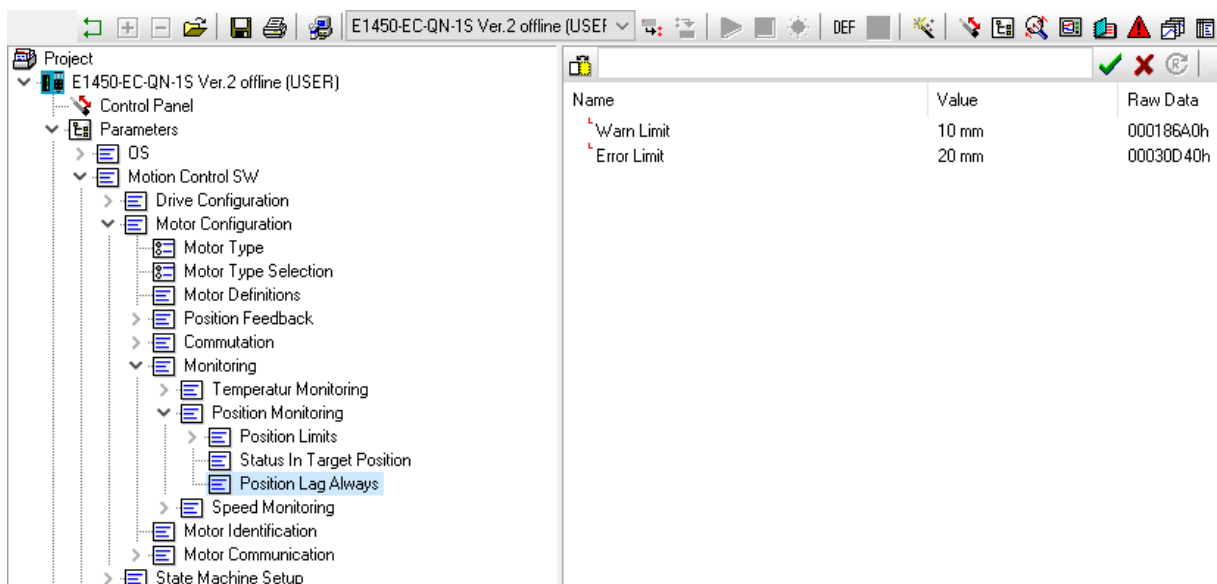 E1450-EC-QN-1S Ver.2 offline (USEF
DEF
Project
E1450-EC-QN-1S Ver.2 offline (USER)
Control Panel
Parameters
OS
Motion Control SW
Drive Configuration
Motor Configuration
Motor Type
Motor Type Selection
Motor Definitions
Position Feedback
Commutation
Monitoring
Temperatur Monitoring
Position Monitoring
Position Limits
Status In Target Position
Position Lag Always
Speed Monitoring
Motor Identification
Motor Communication
State Machine Setup
Name Value Raw Data
Warn Limit 10 mm 000186A0h
Error Limit 20 mm 00030D40h